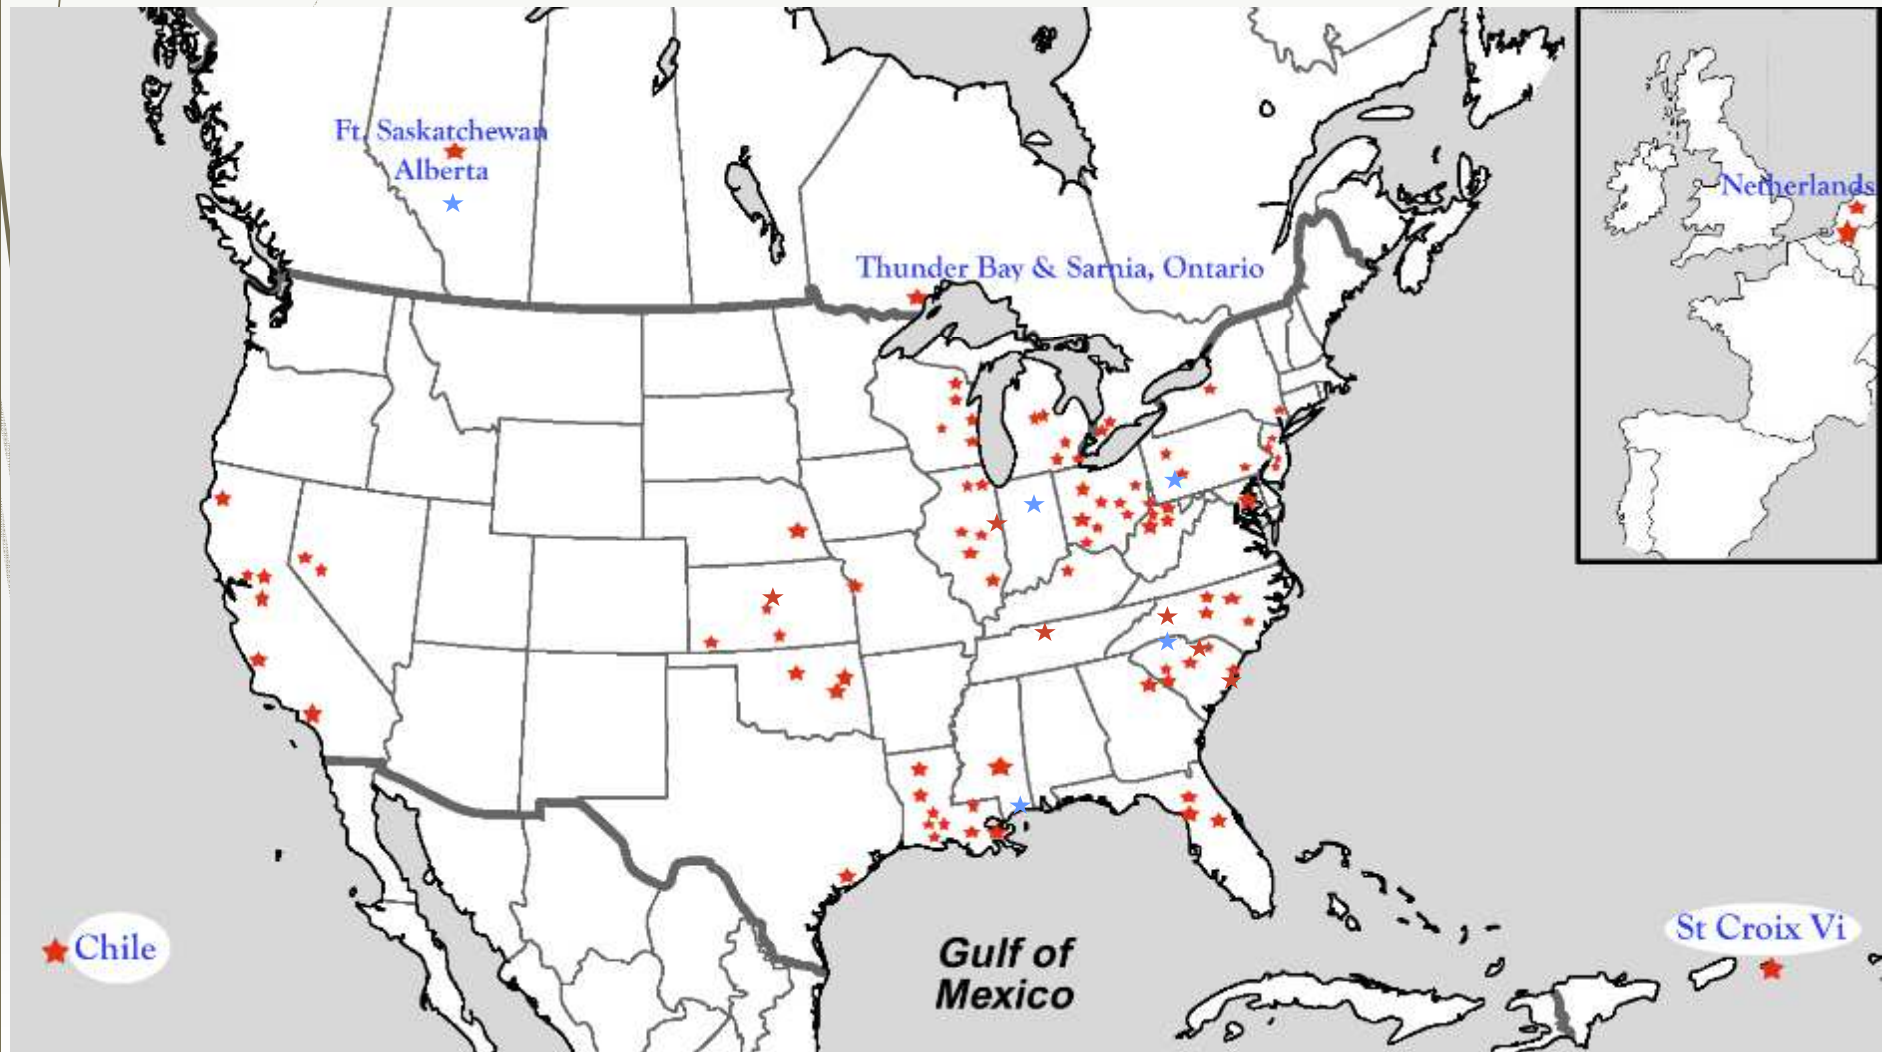 Ft. Saskatchewan
Alberta
Netherlands
Thunder Bay & Sarnia, Ontario
Chile
St Croix Vi
Gulf of
Mexico